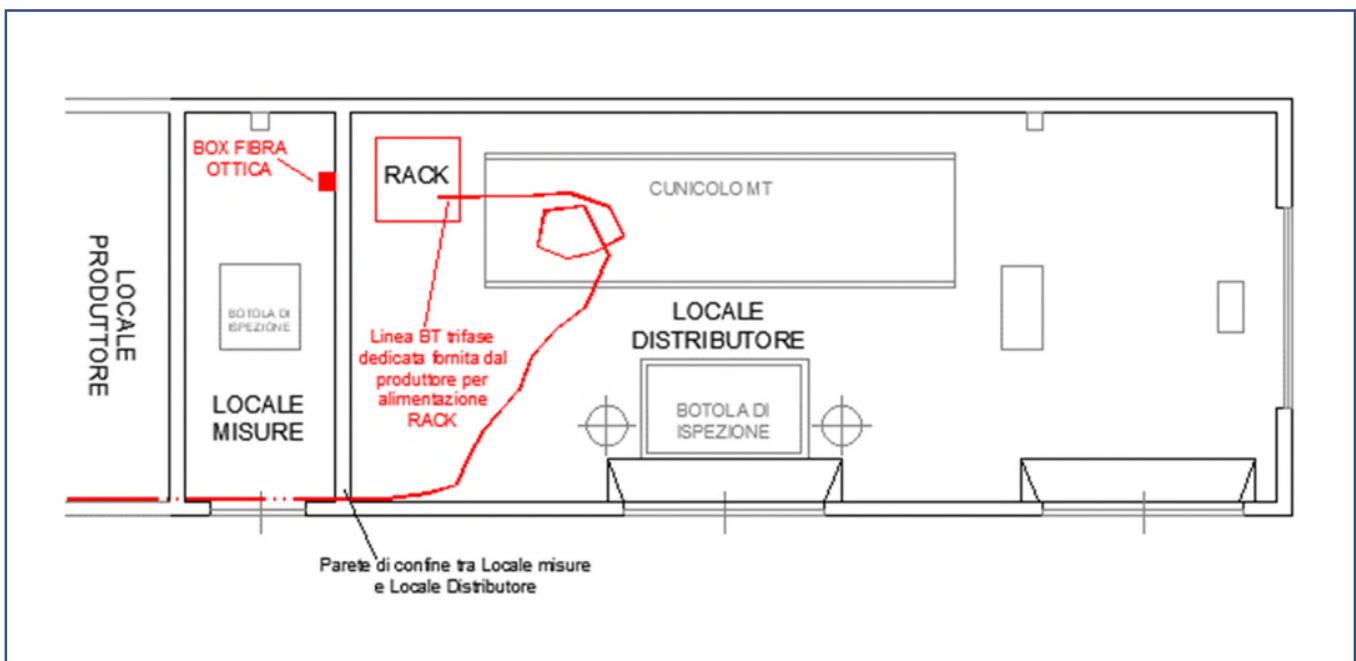 BOX FIBRA
OTTICA
RACK
CUNICOLO MT
LOCALE
PRODUTTORE
BOTOLA DI
ISPEZIONE
LOCALE
MISURE
Linea BT trifase
dedicata fornita dal
produttore per
alimentazione
RACK
LOCALE
DISTRIBUTORE
BOTOLA DI
ISPEZIONE
Parete di confine tra Locale misure
e Locale Distributore